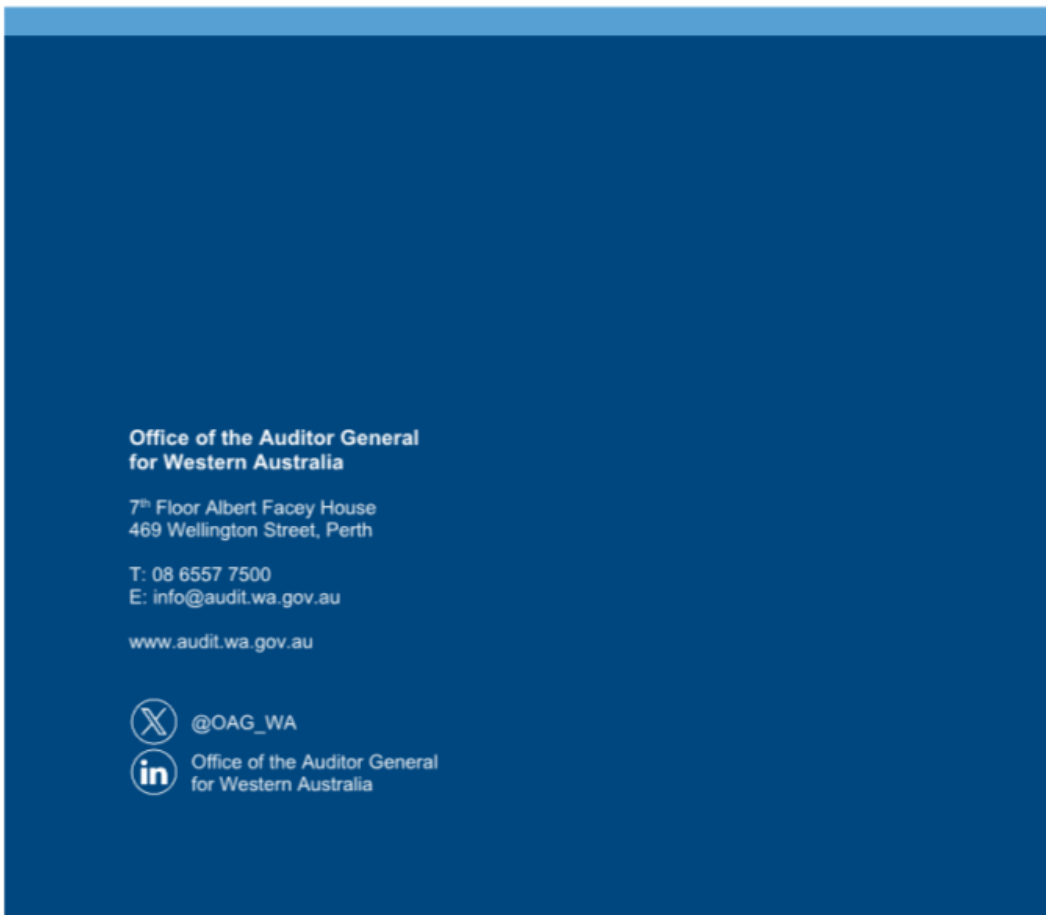 Office of the Auditor General
for Western Australia
7th Floor Albert Facey House
469 Wellington Street, Perth
T: 08 6557 7500
E: info@audit.wa.gov.au
www.audit.wa.gov.au
@OAG_WA
in Office of the Auditor General
for Western Australia